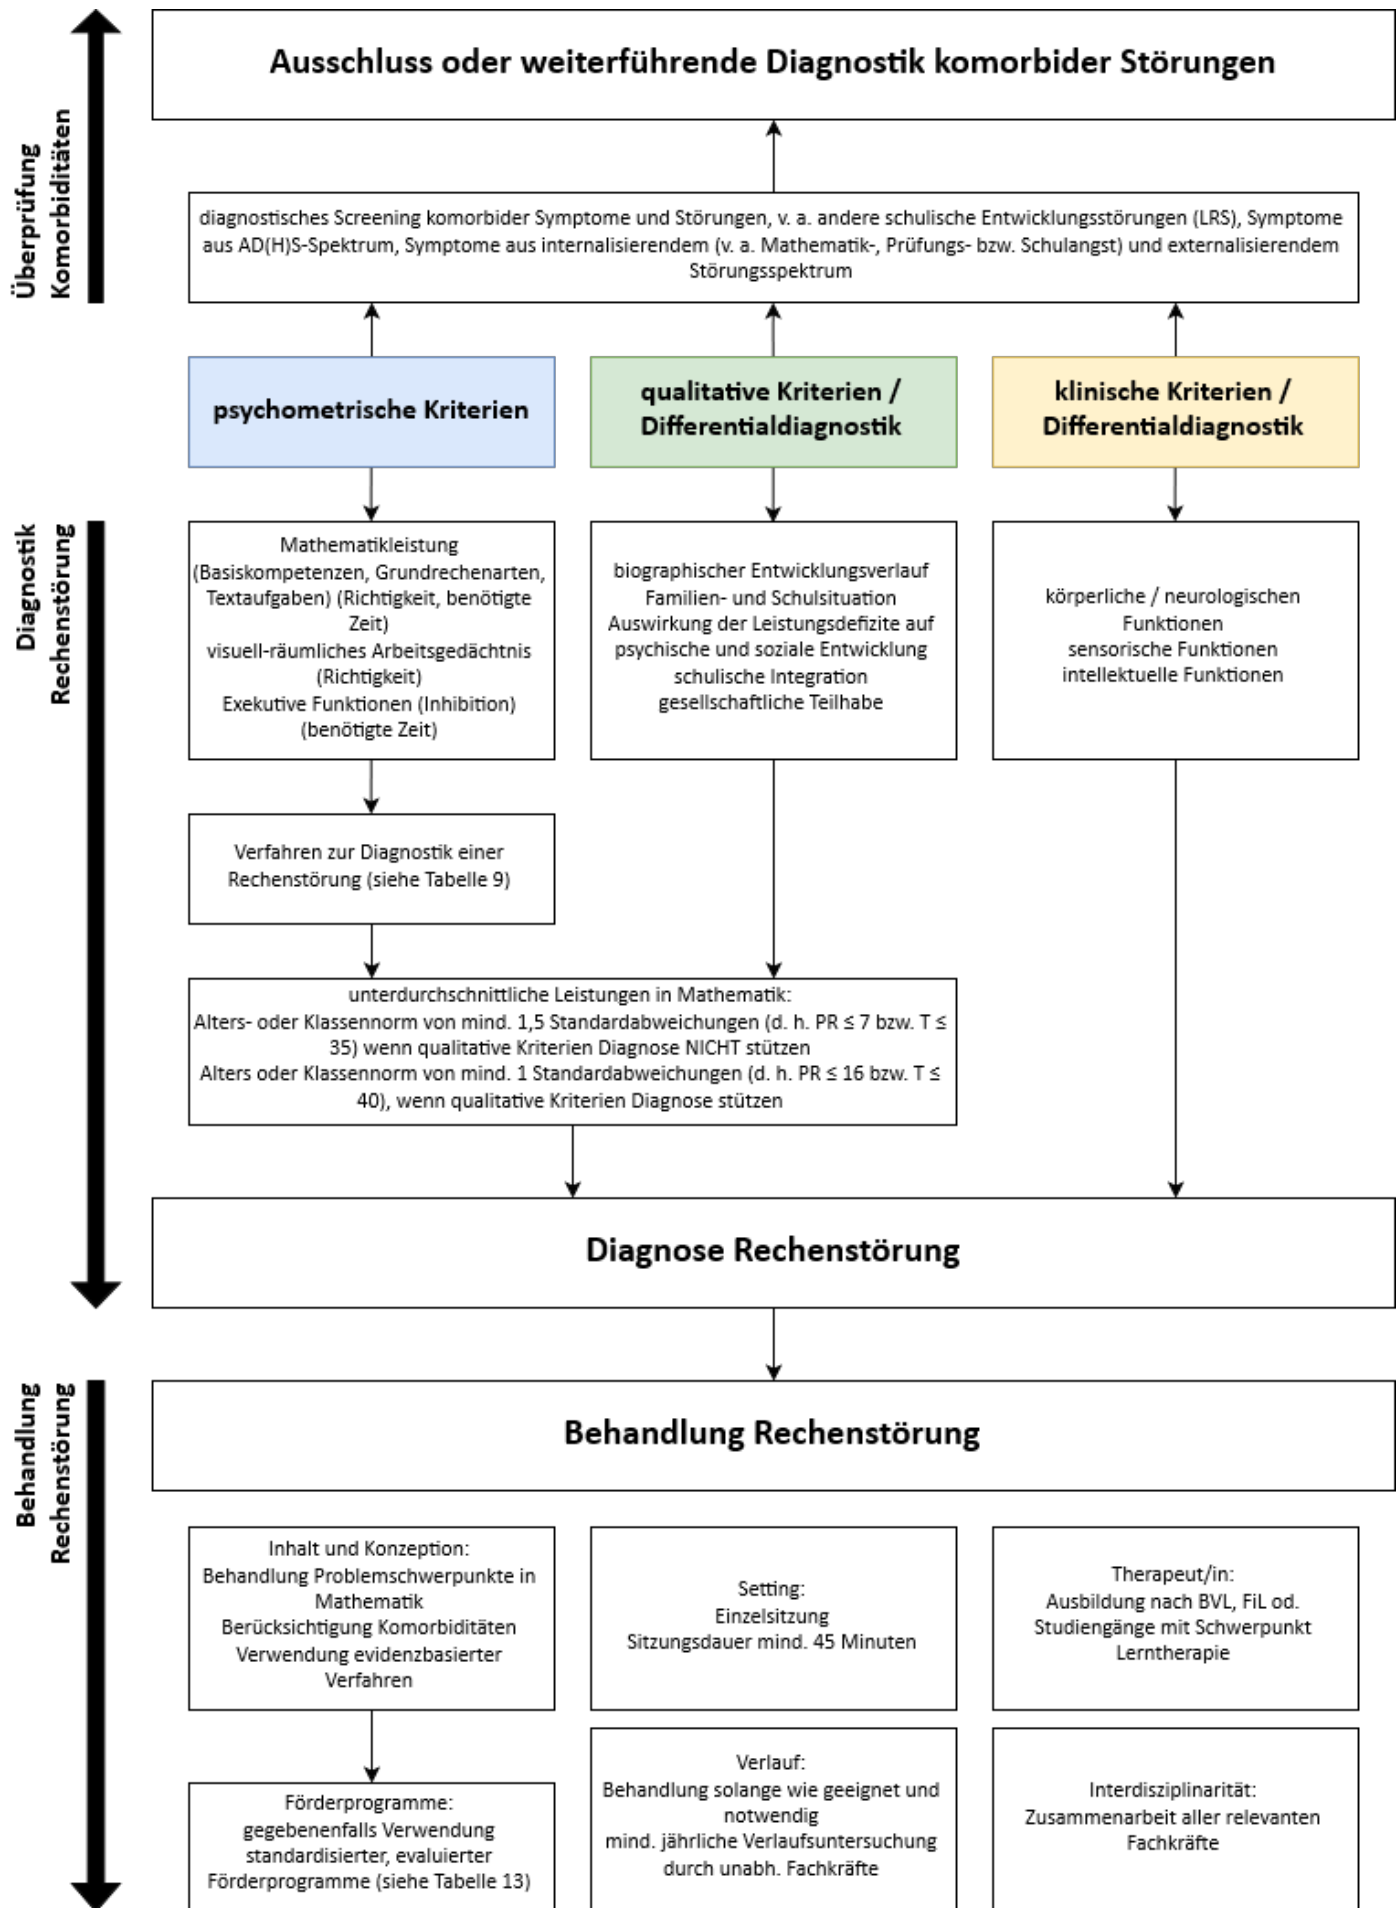 Ausschluss oder weiterführende Diagnostik komorbider Störungen
Überprüfung
Komorbiditäten
diagnostisches Screening komorbider Symptome und Störungen, v. a. andere schulische Entwicklungsstörungen (LRS), Symptome
aus AD(H)S-Spektrum, Symptome aus internalisierendem (v. a. Mathematik-, Prüfungs- bzw. Schulangst) und externalisierendem
Störungsspektrum
psychometrische Kriterien
qualitative Kriterien /
Differentialdiagnostik
klinische Kriterien /
Differentialdiagnostik
Diagnostik
Rechenstörung
Mathematikleistung
(Basiskompetenzen, Grundrechenarten,
Textaufgaben) (Richtigkeit, benötigte
Zeit)
visuell-räumliches Arbeitsgedächtnis
(Richtigkeit)
Exekutive Funktionen (Inhibition)
(benötigte Zeit)
biographischer Entwicklungsverlauf
Familien- und Schulsituation
Auswirkung der Leistungsdefizite auf
psychische und soziale Entwicklung
schulische Integration
gesellschaftliche Teilhabe
körperliche / neurologischen
Funktionen
sensorische Funktionen
intellektuelle Funktionen
Verfahren zur Diagnostik einer
Rechenstörung (siehe Tabelle 9)
unterdurchschnittliche Leistungen in Mathematik:
Alters- oder Klassennorm von mind. 1,5 Standardabweichungen (d. h. PR ≤ 7 bzw. T ≤
35) wenn qualitative Kriterien Diagnose NICHT stützen
Alters oder Klassennorm von mind. 1 Standardabweichungen (d. h. PR ≤ 16 bzw. T ≤
40), wenn qualitative Kriterien Diagnose stützen
Diagnose Rechenstörung
Behandlung
Rechenstörung
Behandlung Rechenstörung
Inhalt und Konzeption:
Behandlung Problemschwerpunkte in
Mathematik
Berücksichtigung Komorbiditäten
Verwendung evidenzbasierter
Verfahren
Setting:
Einzelsitzung
Sitzungsdauer mind. 45 Minuten
Therapeut/in:
Ausbildung nach BVL, FiL od.
Studiengänge mit Schwerpunkt
Lerntherapie
Förderprogramme:
gegebenenfalls Verwendung
standardisierter, evaluierter
Förderprogramme (siehe Tabelle 13)
Verlauf:
Behandlung solange wie geeignet und
notwendig
mind. jährliche Verlaufsuntersuchung
durch unabh. Fachkräfte
Interdisziplinarität:
Zusammenarbeit aller relevanten
Fachkräfte